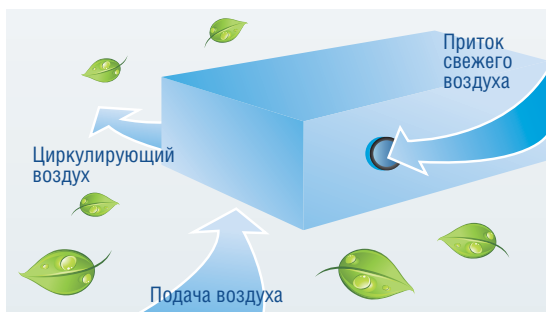 Приток
свежего
воздуха
Циркулирующий
воздух
Подача воздуха